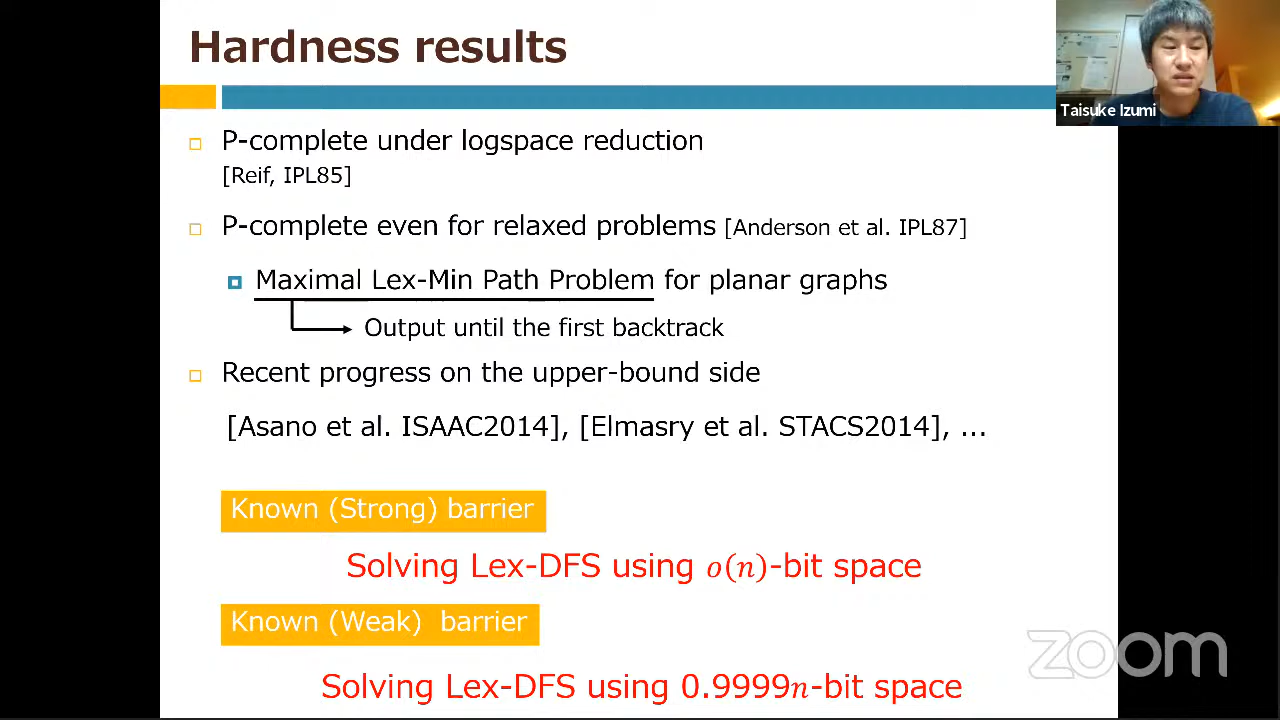 Hardness results
Taisuke Izumi
P-complete under logspace reduction
[Reif, IPL85]
P-complete even for relaxed problems [Anderson et al. IPL87]
Maximal Lex-Min Path Problem for planar graphs
Output until the first backtrack
Recent progress on the upper-bound side
[Asano et al. ISAAC2014], [Elmasry et al. STACS2014], ...
Known (Strong) barrier
Solving Lex-DFS using o(n)-bit space
Known (Weak) barrier
Solving Lex-DFS using 0.9999n-bit space
zoom